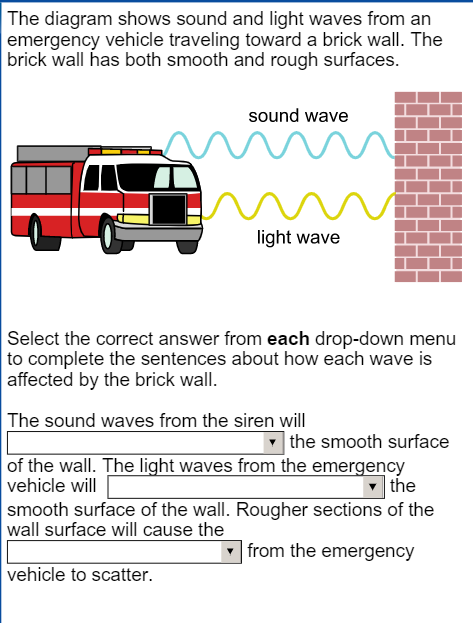 The diagram shows sound and light waves from an
emergency vehicle traveling toward a brick wall. The
brick wall has both smooth and rough surfaces.
sound wave
light wave
Select the correct answer from each drop-down menu
to complete the sentences about how each wave is
affected by the brick wall.
The sound waves from the siren will
the smooth surface
of the wall. The light waves from the emergency
vehicle will the
smooth surface of the wall. Rougher sections of the
wall surface will cause the
from the emergency
vehicle to scatter.